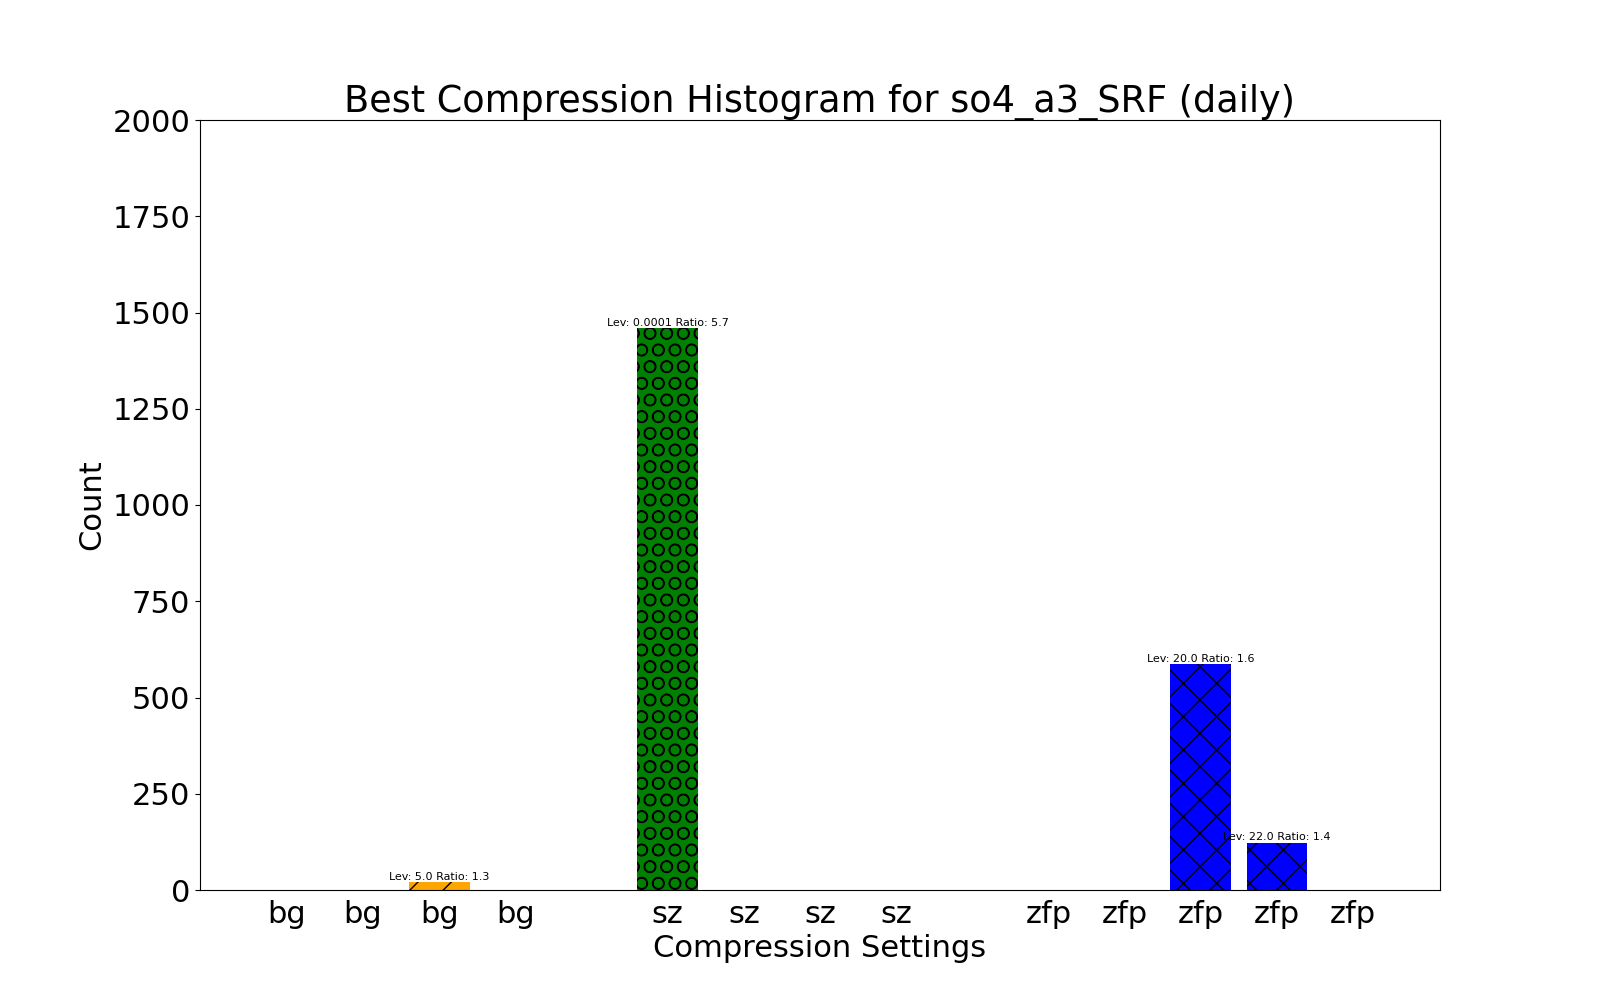 Best Compression Histogram for so4_a3_SRF (daily)
2000
1750
1500
1250
1000
750
500
250
0
Count
Lev: 5.0 Ratio: 1.3
Lev: 0.0001 Ratio: 5.7
Lev: 20.0 Ratio: 1.6
Lev: 22.0 Ratio: 1.4
bg bg bg bg sz sz sz sz zfp zfp zfp zfp zfp
Compression Settings